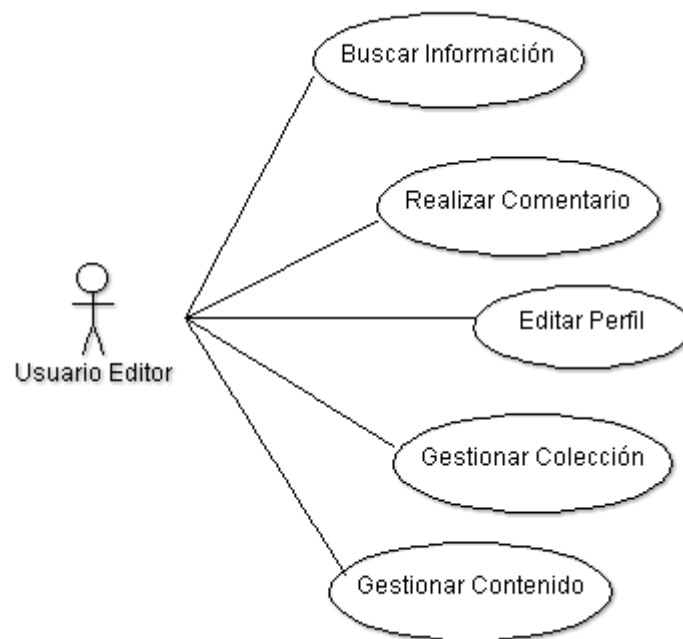 Buscar Información
Realizar Comentario
Editar Perfil
Usuario Editor
Gestionar Colección
Gestionar Contenido